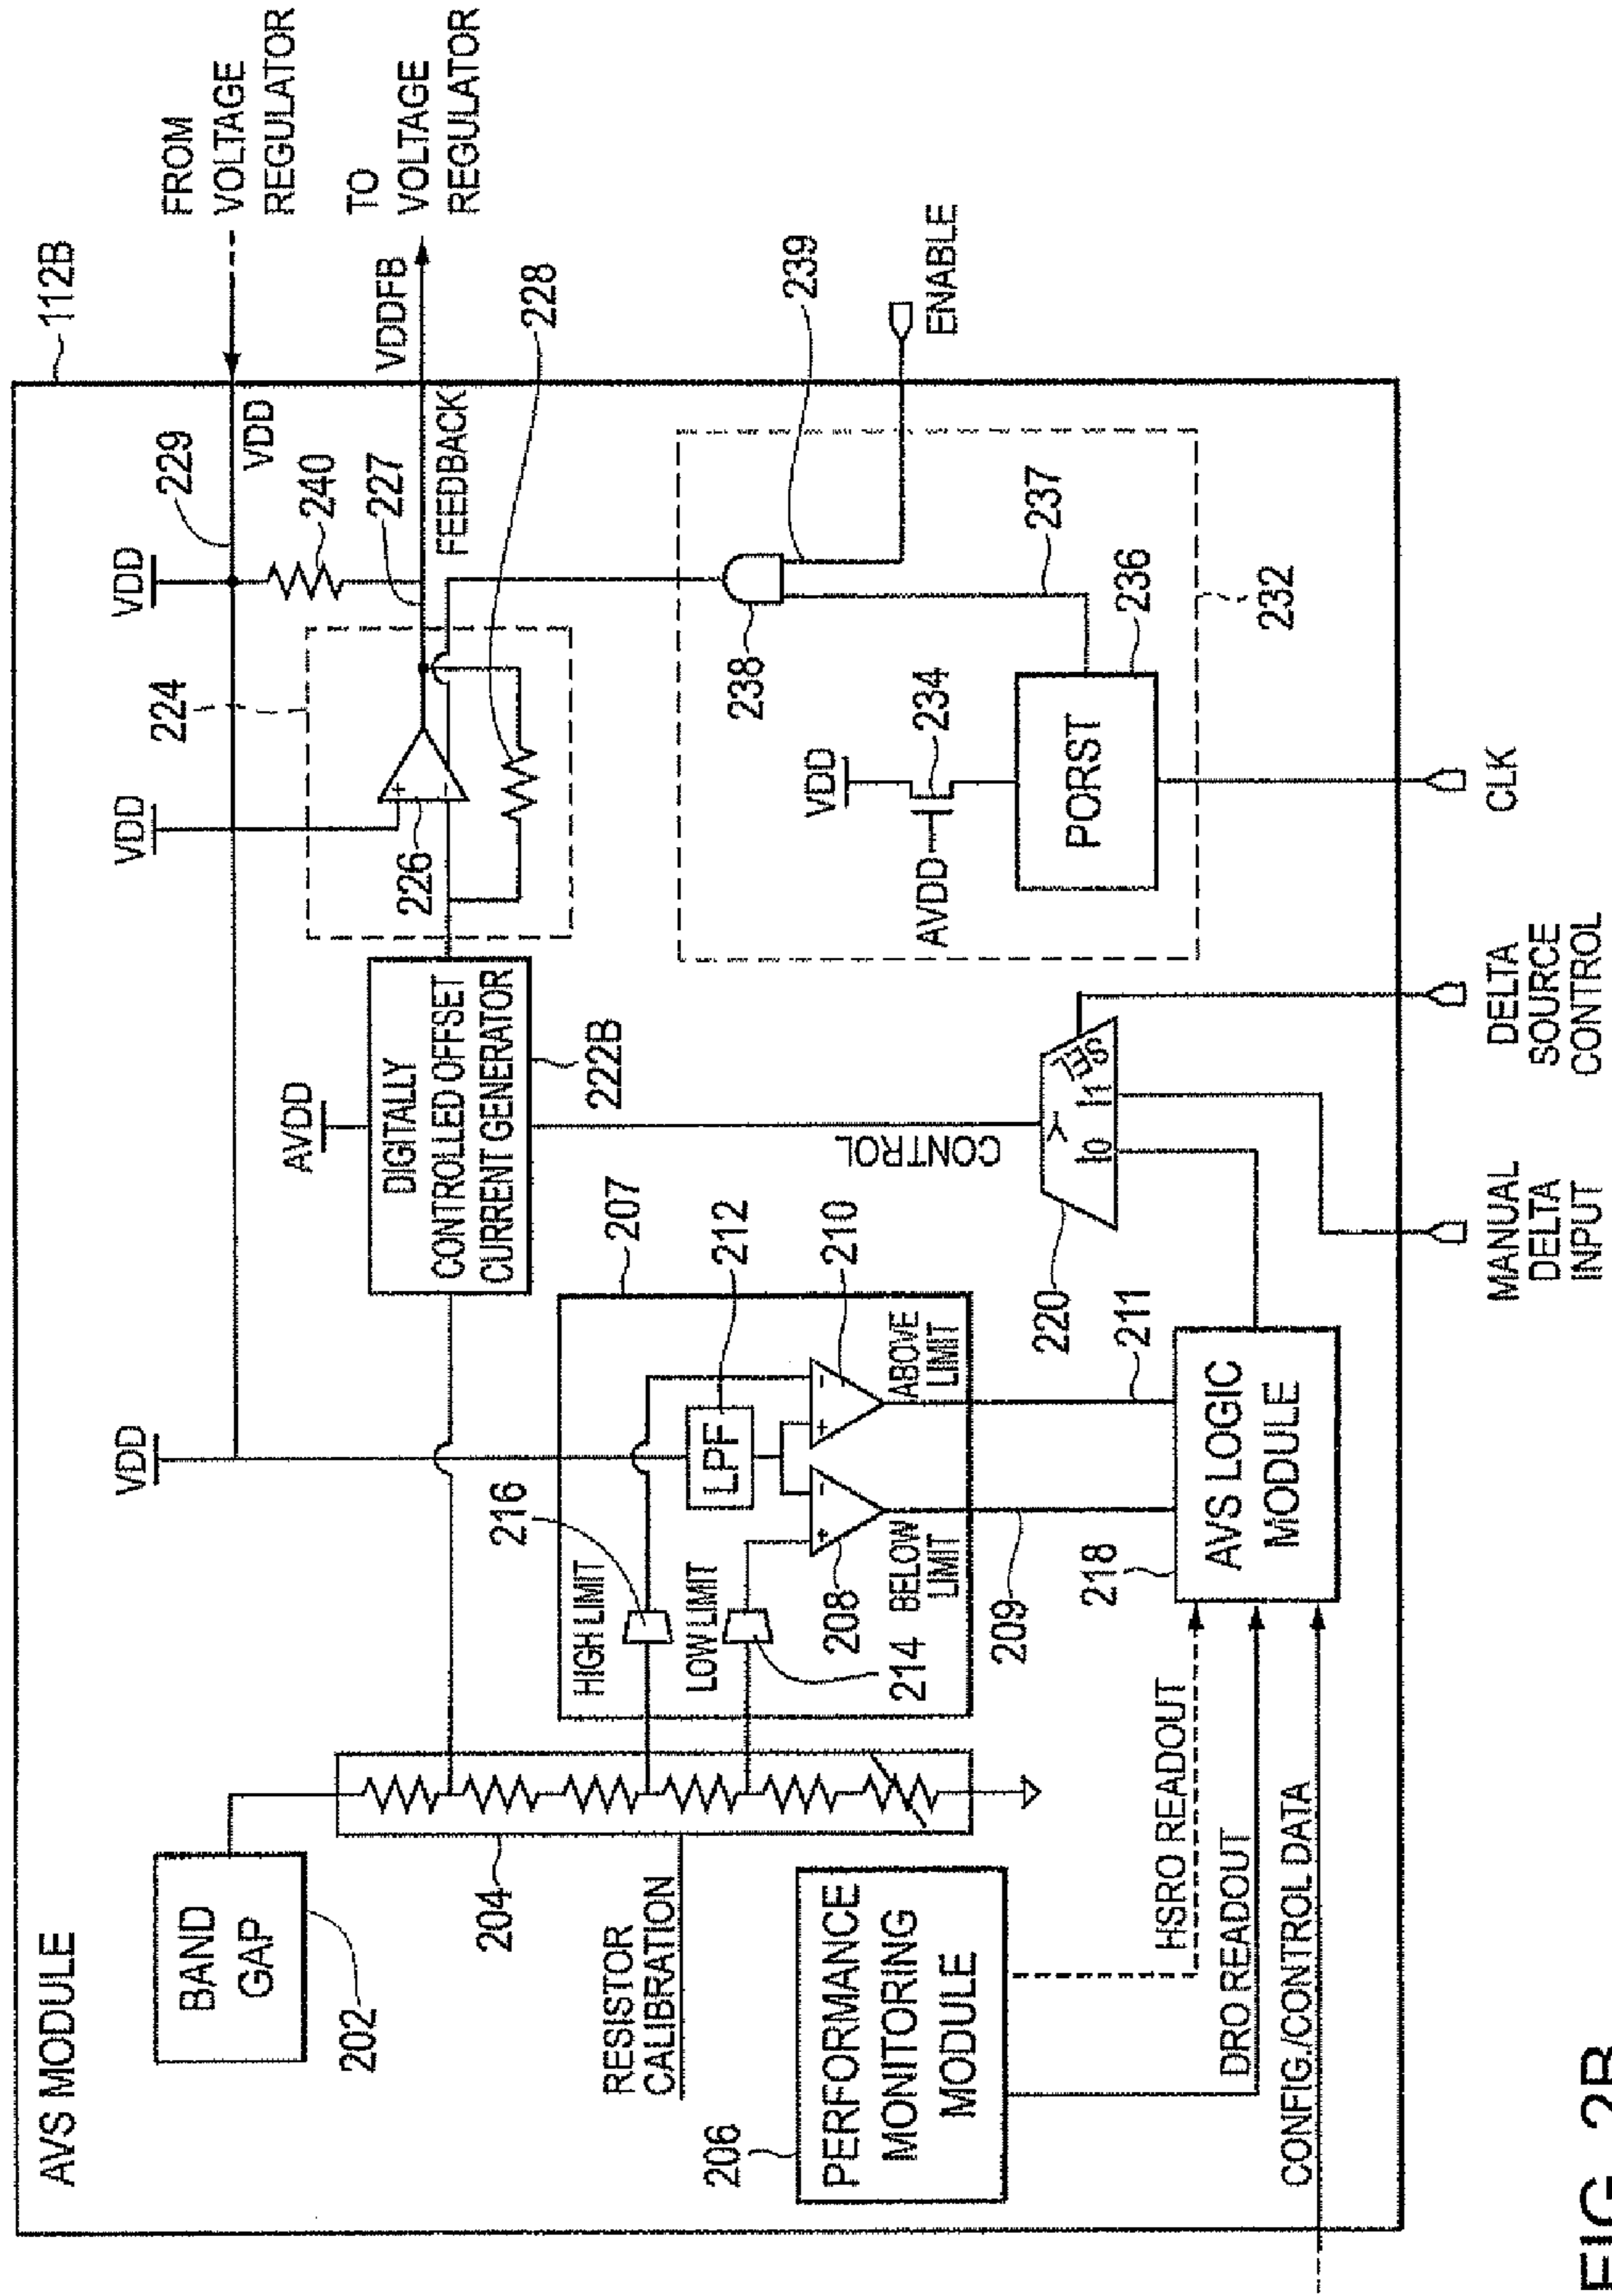 AVS MODULE
112B
FROM
VOLTAGE
REGULATOR
TO
VOLTAGE
REGULATOR
BAND
GAP
202
204
RESISTOR
CALIBRATION
VDD
AVDD
DIGITALLY
CONTROLLED OFFSET
CURRENT GENERATOR
222B
VDD
224
+
-
226
228
VDD
229
VDD
240
227
FEEDBACK
VDDFB
207
HIGH LIMIT
216
LOW LIMIT
214
LPF
212
+
-
208
+
-
210
BELOW
LIMIT
ABOVE
LIMIT
209
211
CONTROL
Y
I0
I1
SEL
220
VDD
AVDD
234
PORST
236
237
238
239
232
ENABLE
206
PERFORMANCE
MONITORING
MODULE
HSRO READOUT
DRO READOUT
CONFIG./CONTROL DATA
218
AVS LOGIC
MODULE
MANUAL
DELTA
INPUT
DELTA
SOURCE
CONTROL
CLK
FIG. 2B